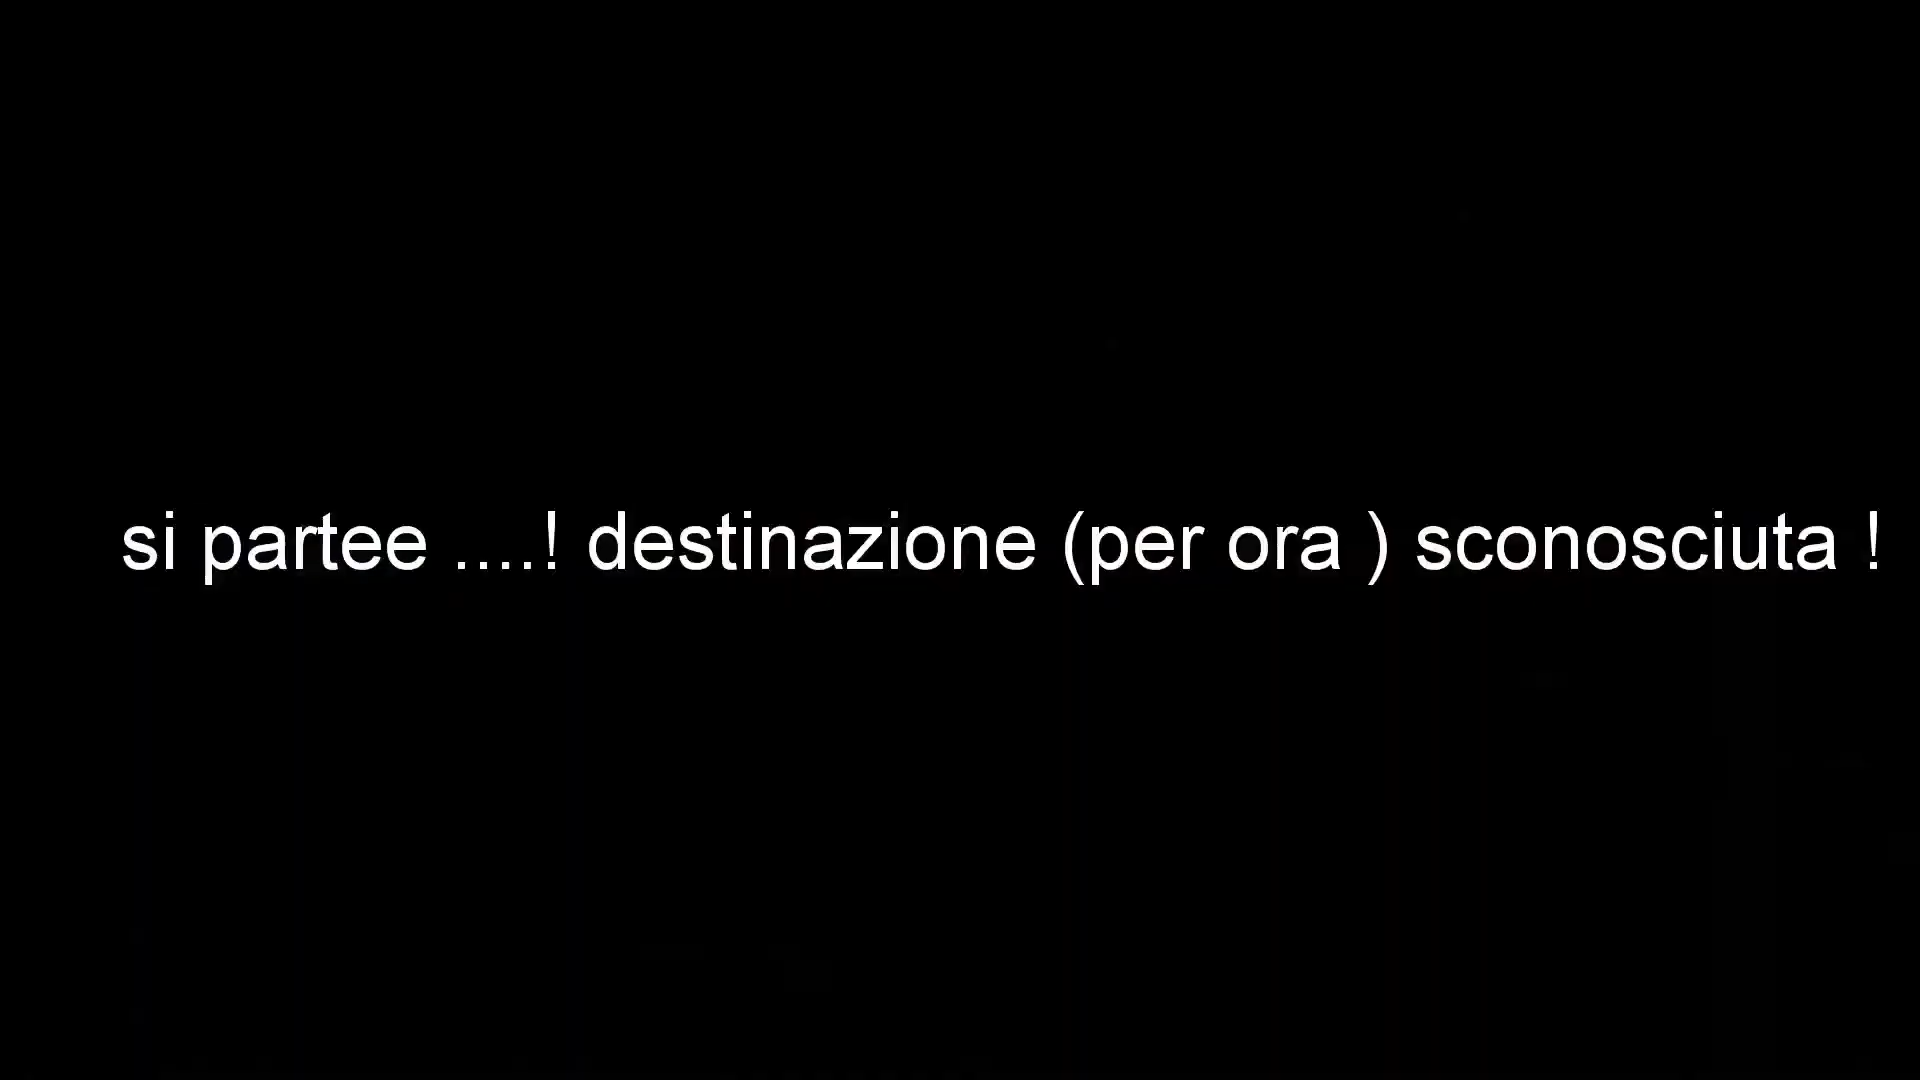 si partee ....! destinazione (per ora ) sconosciuta !